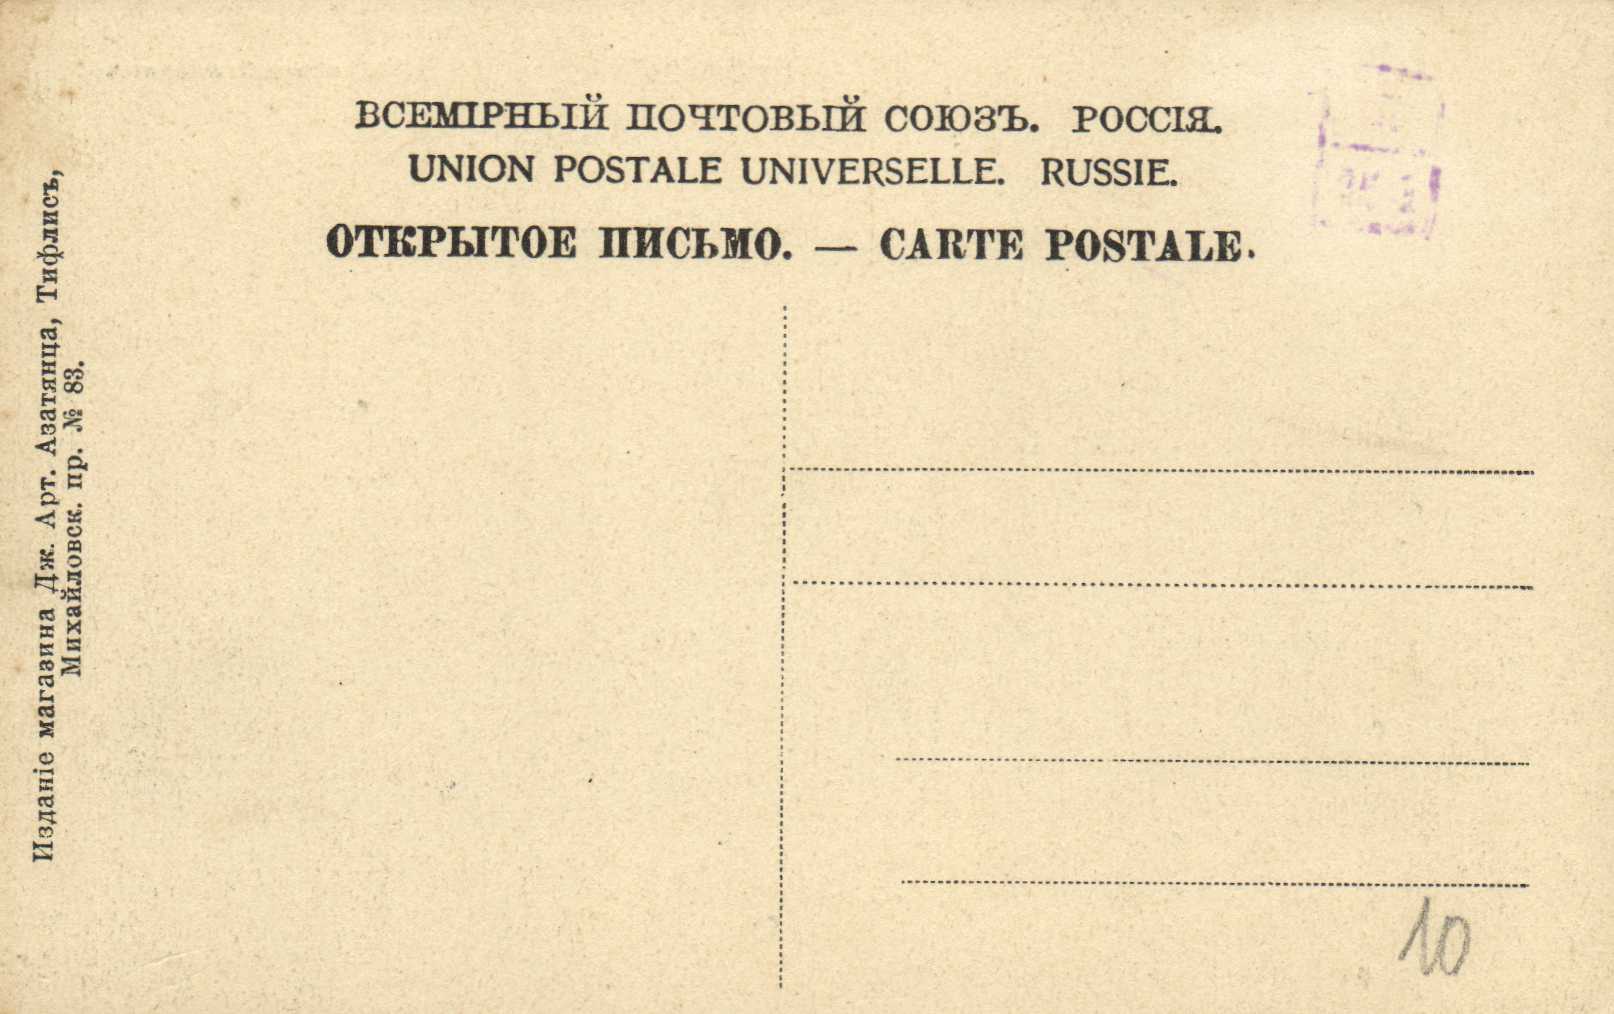 ВСЕМІРНЫЙ ПОЧТОВЫЙ СОЮЗЪ. РОССІЯ.
UNION POSTALE UNIVERSELLE. RUSSIE.
ОТКРЫТОЕ ПИСЬМО. — CARTE POSTALE.
Изданіе магазина Дж. Арт. Азатянца, Тифлисъ,
Михайловск. пр. № 83.
10